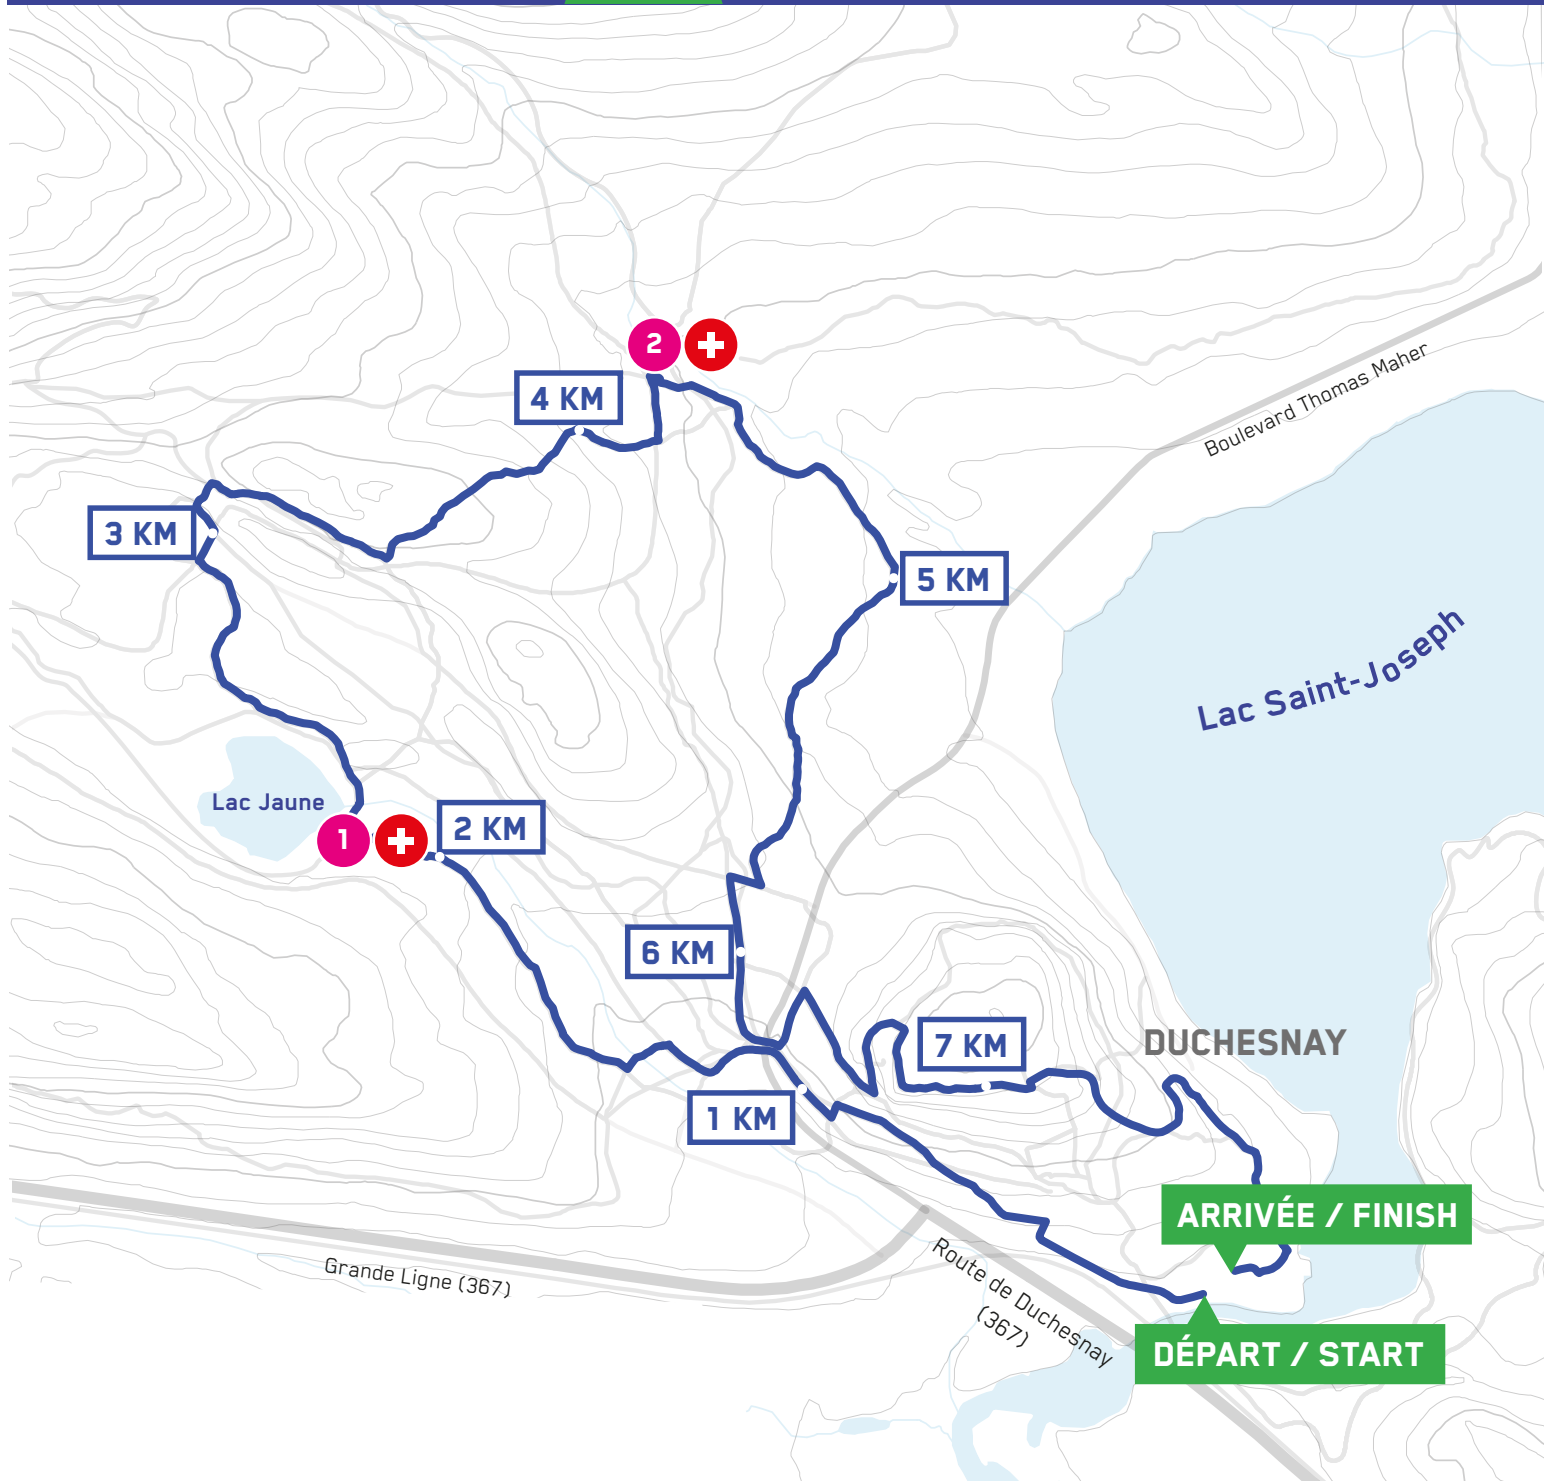 2
4 KM
Boulevard Thomas Maher
3 KM
5 KM
Lac Saint-Joseph
Lac Jaune
1
2 KM
6 KM
7 KM
DUCHESNAY
1 KM
ARRIVÉE / FINISH
Grande Ligne (367)
Route de Duchesnay
(367)
DÉPART / START